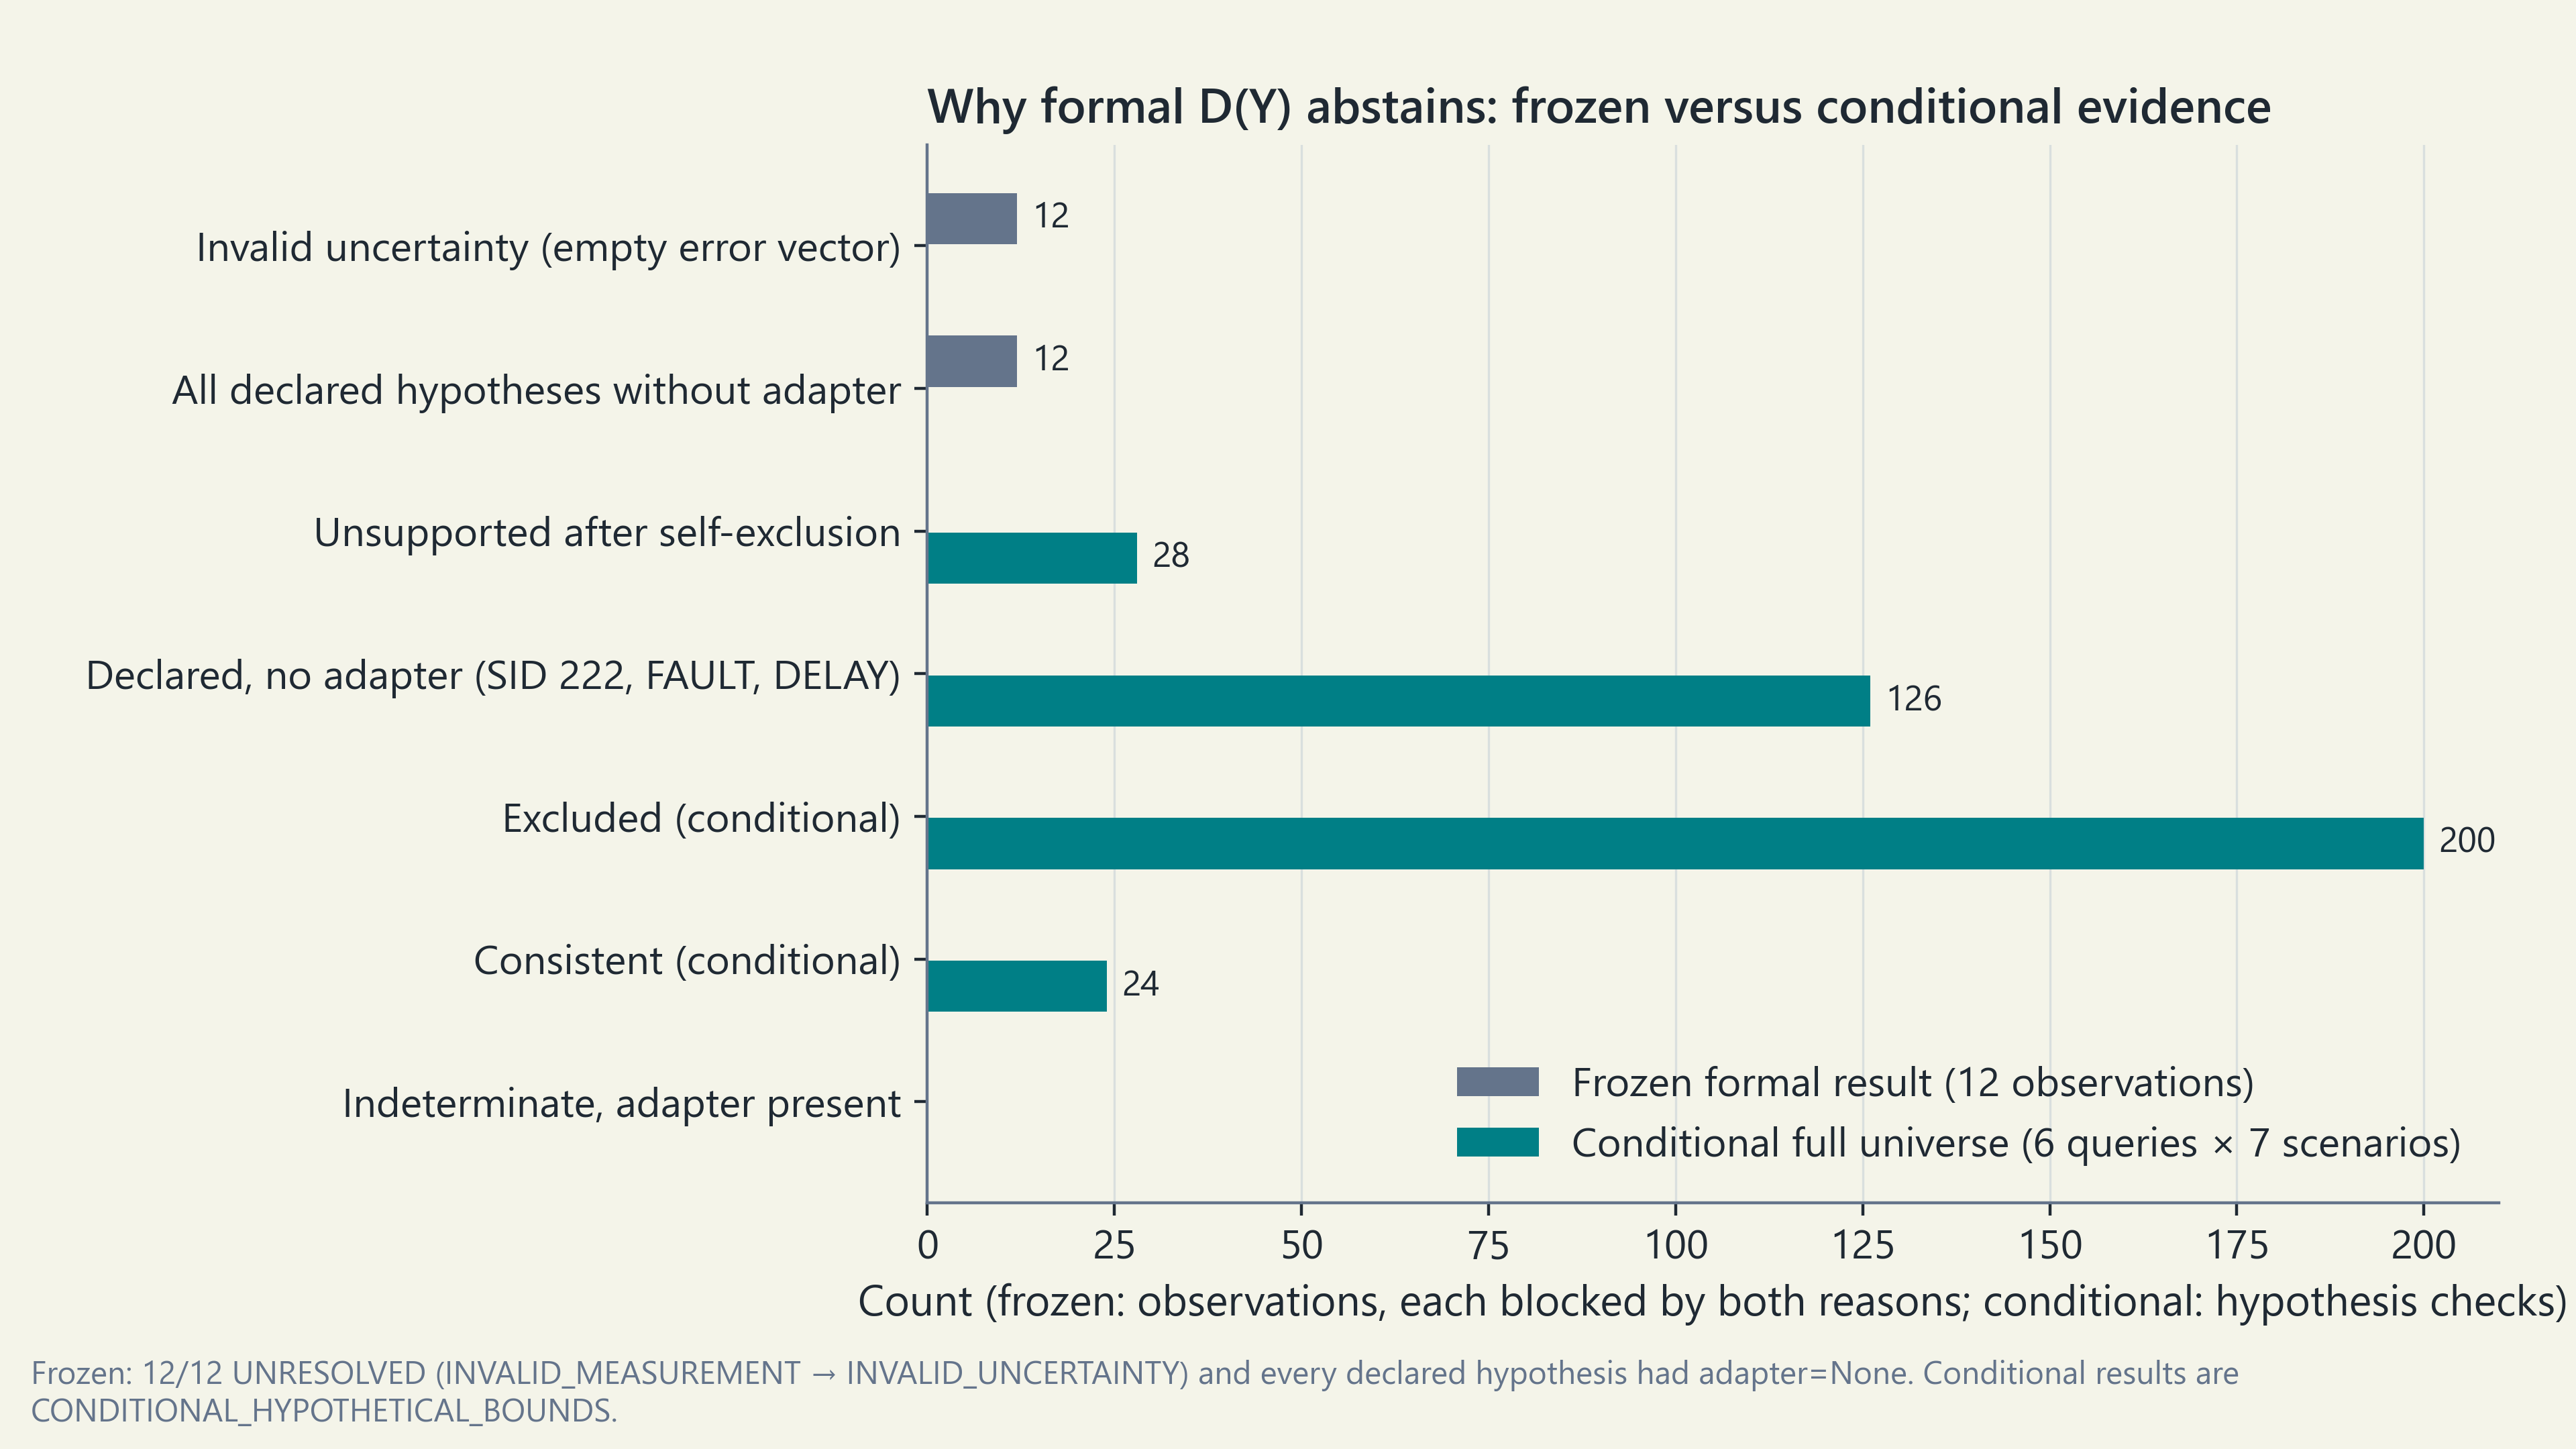 Why formal D(Y) abstains: frozen versus conditional evidence
Invalid uncertainty (empty error vector)
12
All declared hypotheses without adapter
12
Unsupported after self-exclusion
28
Declared, no adapter (SID 222, FAULT, DELAY)
126
Excluded (conditional)
200
Consistent (conditional)
24
Indeterminate, adapter present
Frozen formal result (12 observations)
Conditional full universe (6 queries × 7 scenarios)
0 25 50 75 100 125 150 175 200
Count (frozen: observations, each blocked by both reasons; conditional: hypothesis checks)
Frozen: 12/12 UNRESOLVED (INVALID_MEASUREMENT → INVALID_UNCERTAINTY) and every declared hypothesis had adapter=None. Conditional results are
CONDITIONAL_HYPOTHETICAL_BOUNDS.